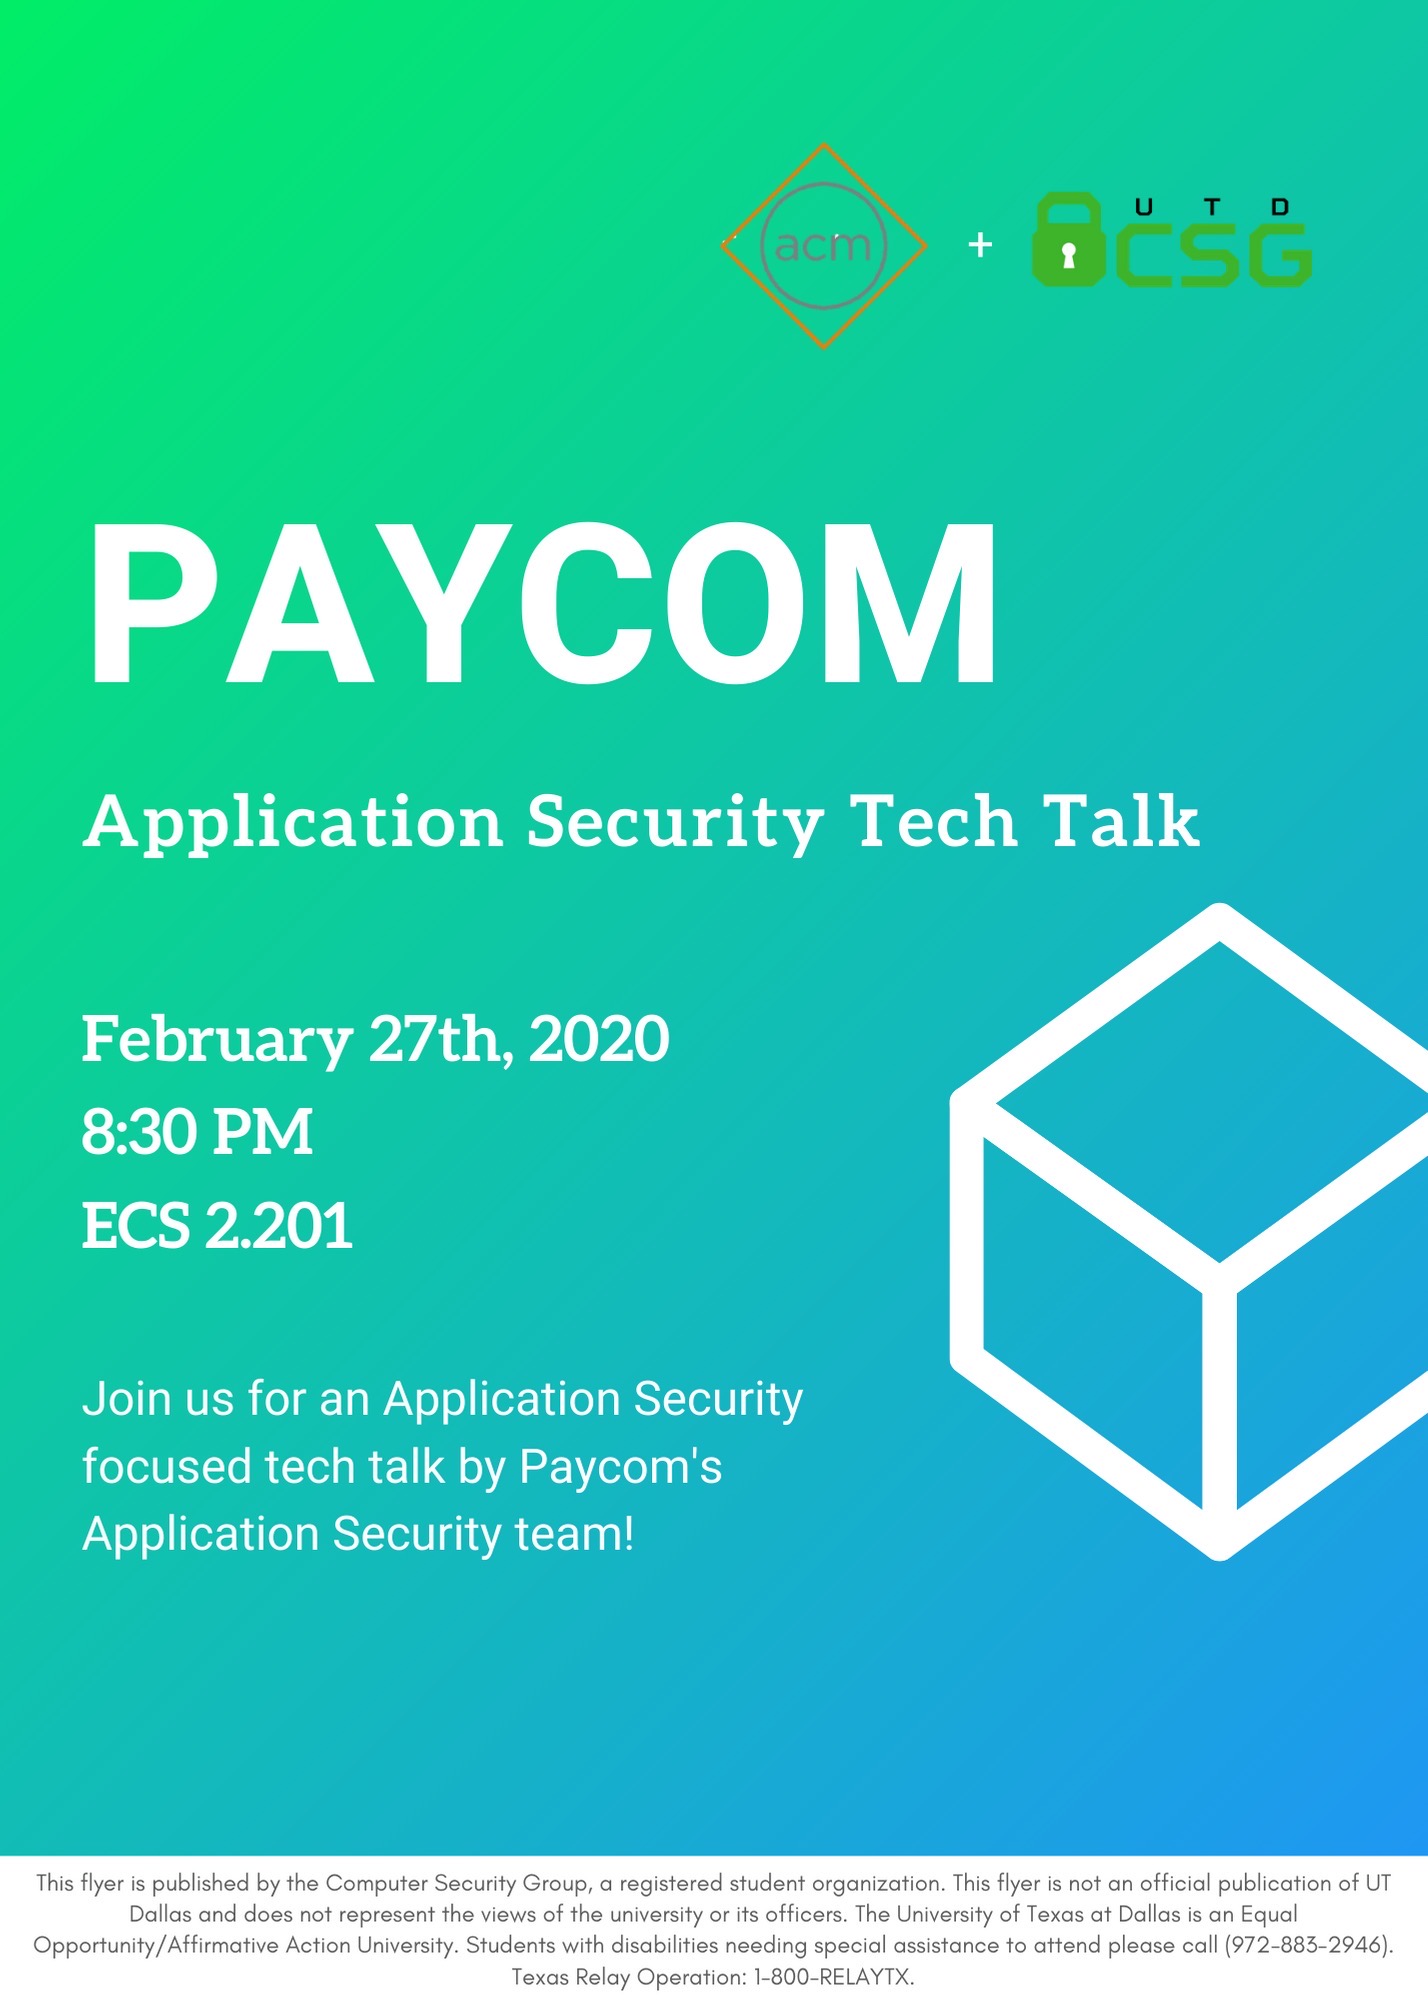 acm + UTD
CSG
PAYCOM
Application Security Tech Talk
February 27th, 2020
8:30 PM
ECS 2.201
Join us for an Application Security
focused tech talk by Paycom's
Application Security team!
This flyer is published by the Computer Security Group, a registered student organization. This flyer is not an official publication of UT
Dallas and does not represent the views of the university or its officers. The University of Texas at Dallas is an Equal
Opportunity/Affirmative Action University. Students with disabilities needing special assistance to attend please call (972-883-2946).
Texas Relay Operation: 1-800-RELAYTX.